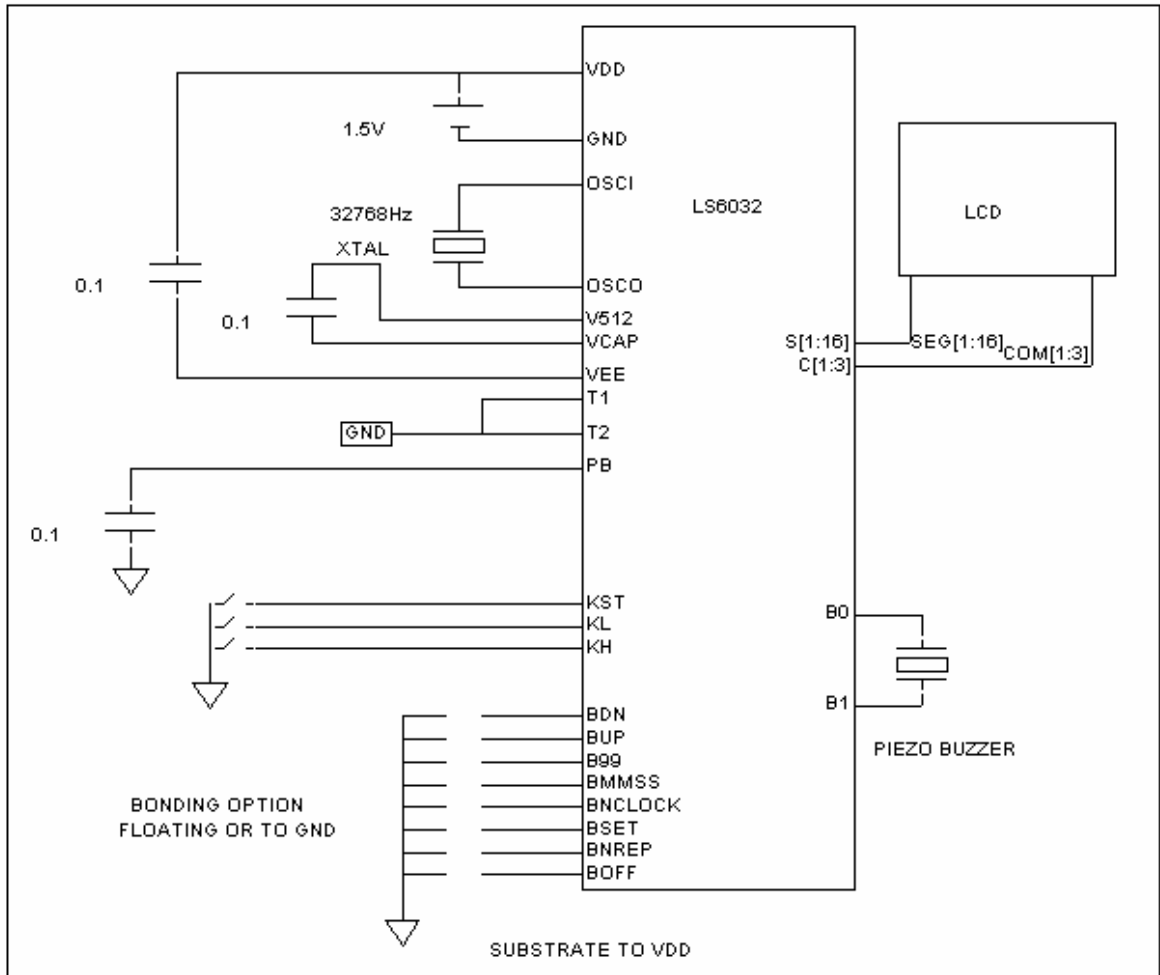 VDD
1.5V
GND
OSCI
LS6032
LCD
32768Hz
XTAL
0.1
OSCO
0.1
V512
VCAP
S[1:16]
SEG[1:16]
COM[1:3]
C[1:3]
VEE
T1
GND
T2
PB
0.1
KST
KL
KH
B0
B1
BDN
BUP
B99
BMMSS
BNCLOCK
BSET
BNREP
BOFF
PIEZO BUZZER
BONDING OPTION
FLOATING OR TO GND
SUBSTRATE TO VDD